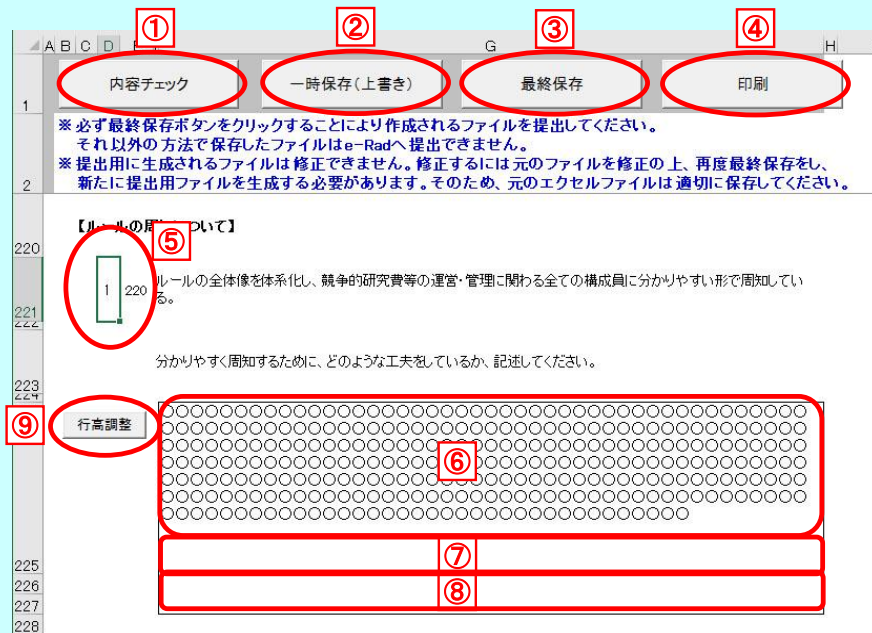 ① ② ③ ④
A B C D G H
内容チェック 一時保存（上書き） 最終保存 印刷
1
※必ず最終保存ボタンをクリックすることにより作成されるファイルを提出してください。
それ以外の方法で保存したファイルはe-Radへ提出できません。
※提出用に生成されるファイルは修正できません。修正するには元のファイルを修正の上、再度最終保存をし、
2 新たに提出用ファイルを生成する必要があります。そのため、元のエクセルファイルは適切に保存してください。
220 【ルールの周 ついて】
⑤
1 220 ルールの全体像を体系化し、競争的研究費等の運営・管理に関わる全ての構成員に分かりやすい形で周知してい
221 る。
222
分かりやすく周知するために、どのような工夫をしているか、記述してください。
223
224
⑨ 行高調整
○○○○○○○○○○○○○○○○○○○○○○○○○○○○○○○○○○○○○○○○○○○○
○○○○○○○○○○○○○○○○○○○○○○○○○○○○○○○○○○○○○○○○○○○○
○○○○○○○○○○○○○○○○○○○○○○○○○○○○○○○○○○○○○○○○○○○○
○○○○○○○○○○○○○○○○○○○○○○○○○○○○○○○○○○○○○○○○○○○○
○○○○○○○○○○○○○○○○○○○○○○○○○○○○○○○○○○○○○○○○○○○○
○○○○○○○○○○○○○○○○○○○○○○○○○○○○○○○○○○○○○○○○○○○○
○○○○○○○○○○○○○○○○○○○○○○○○○○○○○○○○○○○○
⑥
⑦
225
226 ⑧
227
228